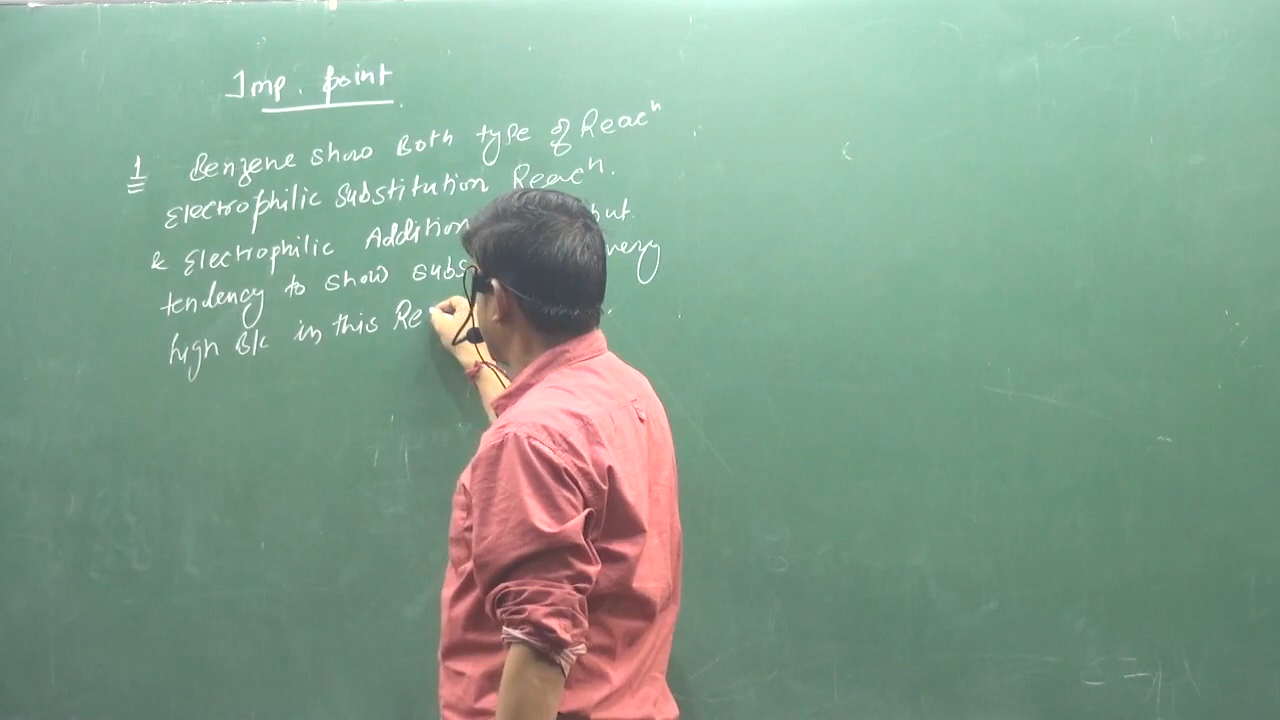 Imp. point
1 Benzene show Both type of Reacⁿ
Electrophilic Substitution Reacⁿ.
& Electrophilic Addition but
tendency to show subs very
high B/c in this Re